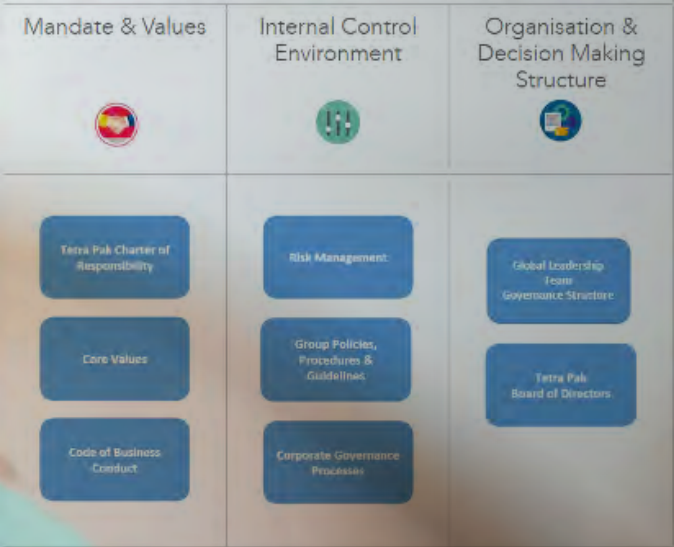 Mandate & Values
Internal Control
Environment
Organisation &
Decision Making
Structure
Tetra Pak Charter of
Responsibility
Core Values
Code of Business
Conduct
Risk Management
Group Policies,
Procedures &
Guidelines
Corporate Governance
Processes
Global Leadership
Team
Governance Structure
Tetra Pak
Board of Directors